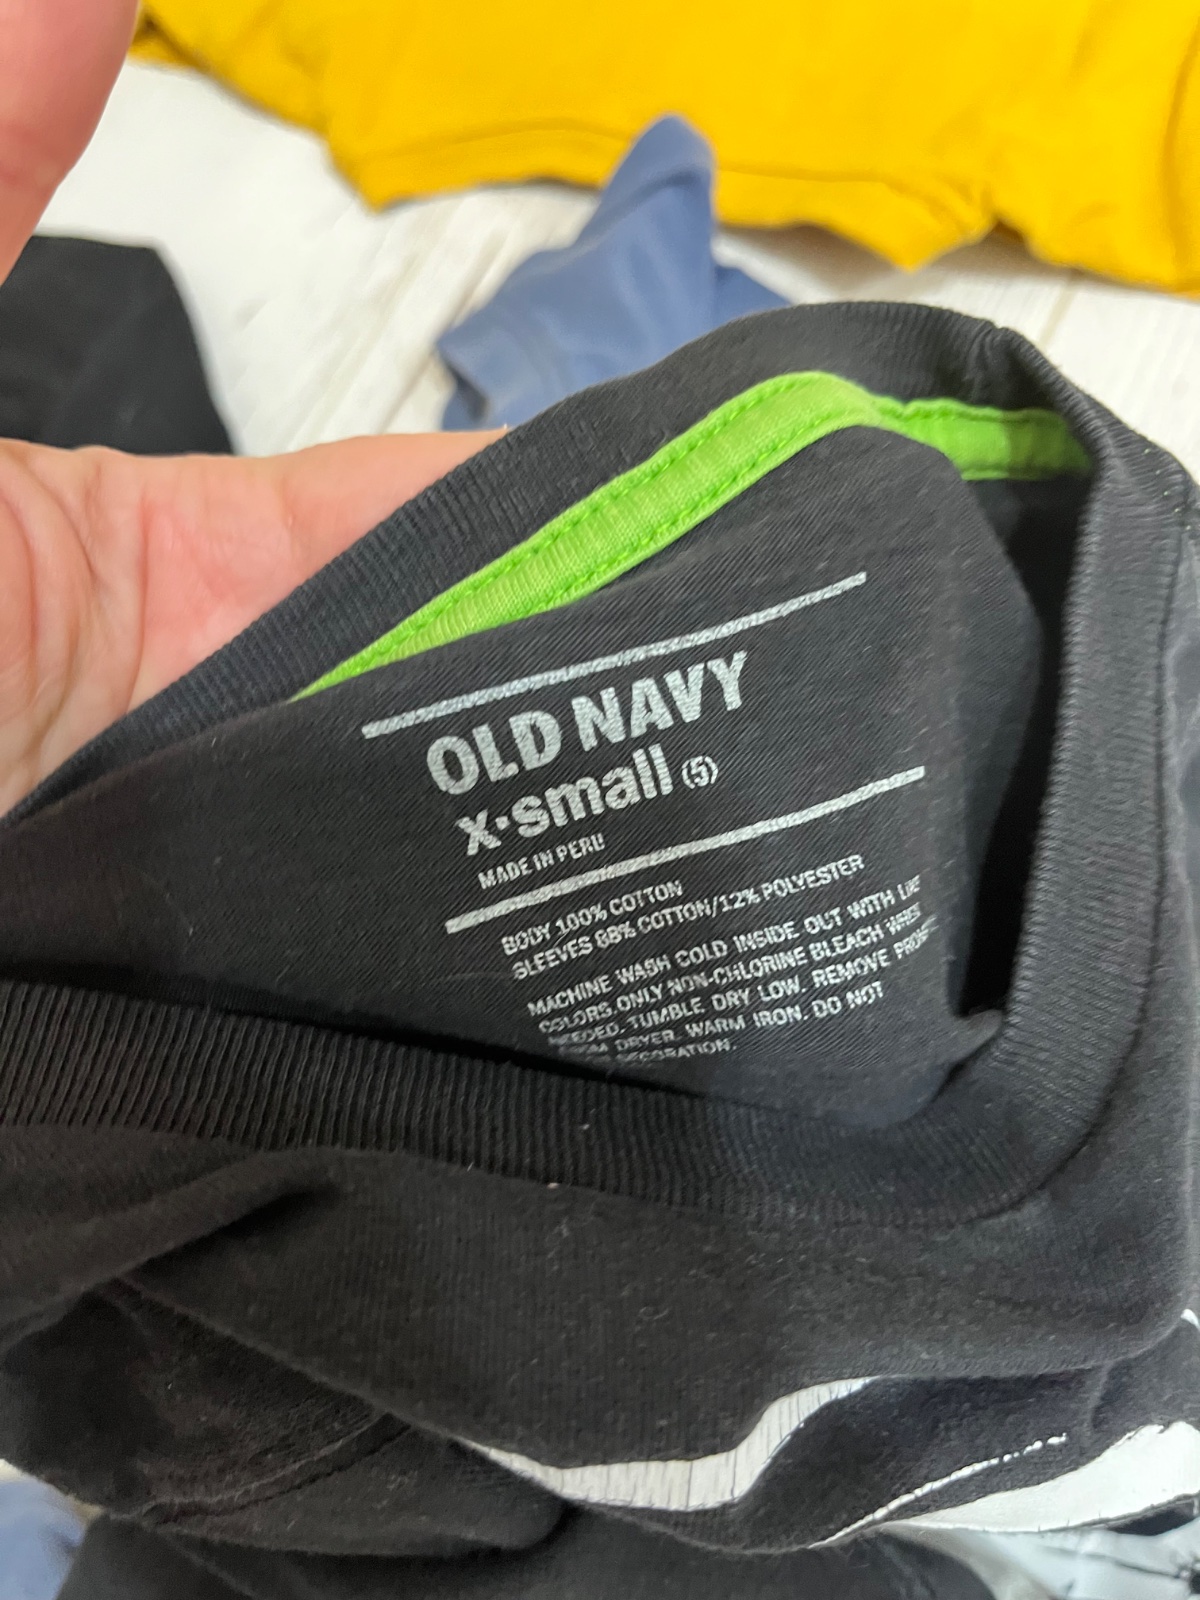 OLD NAVY
x-small (5)
MADE IN PERU
BODY 100% COTTON
SLEEVES 88% COTTON/12% POLYESTER
MACHINE WASH COLD INSIDE OUT WITH LIKE
COLORS. ONLY NON-CHLORINE BLEACH WHEN
NEEDED. TUMBLE DRY LOW. REMOVE
DRYER. WARM IRON. DO NOT
DECORATION.